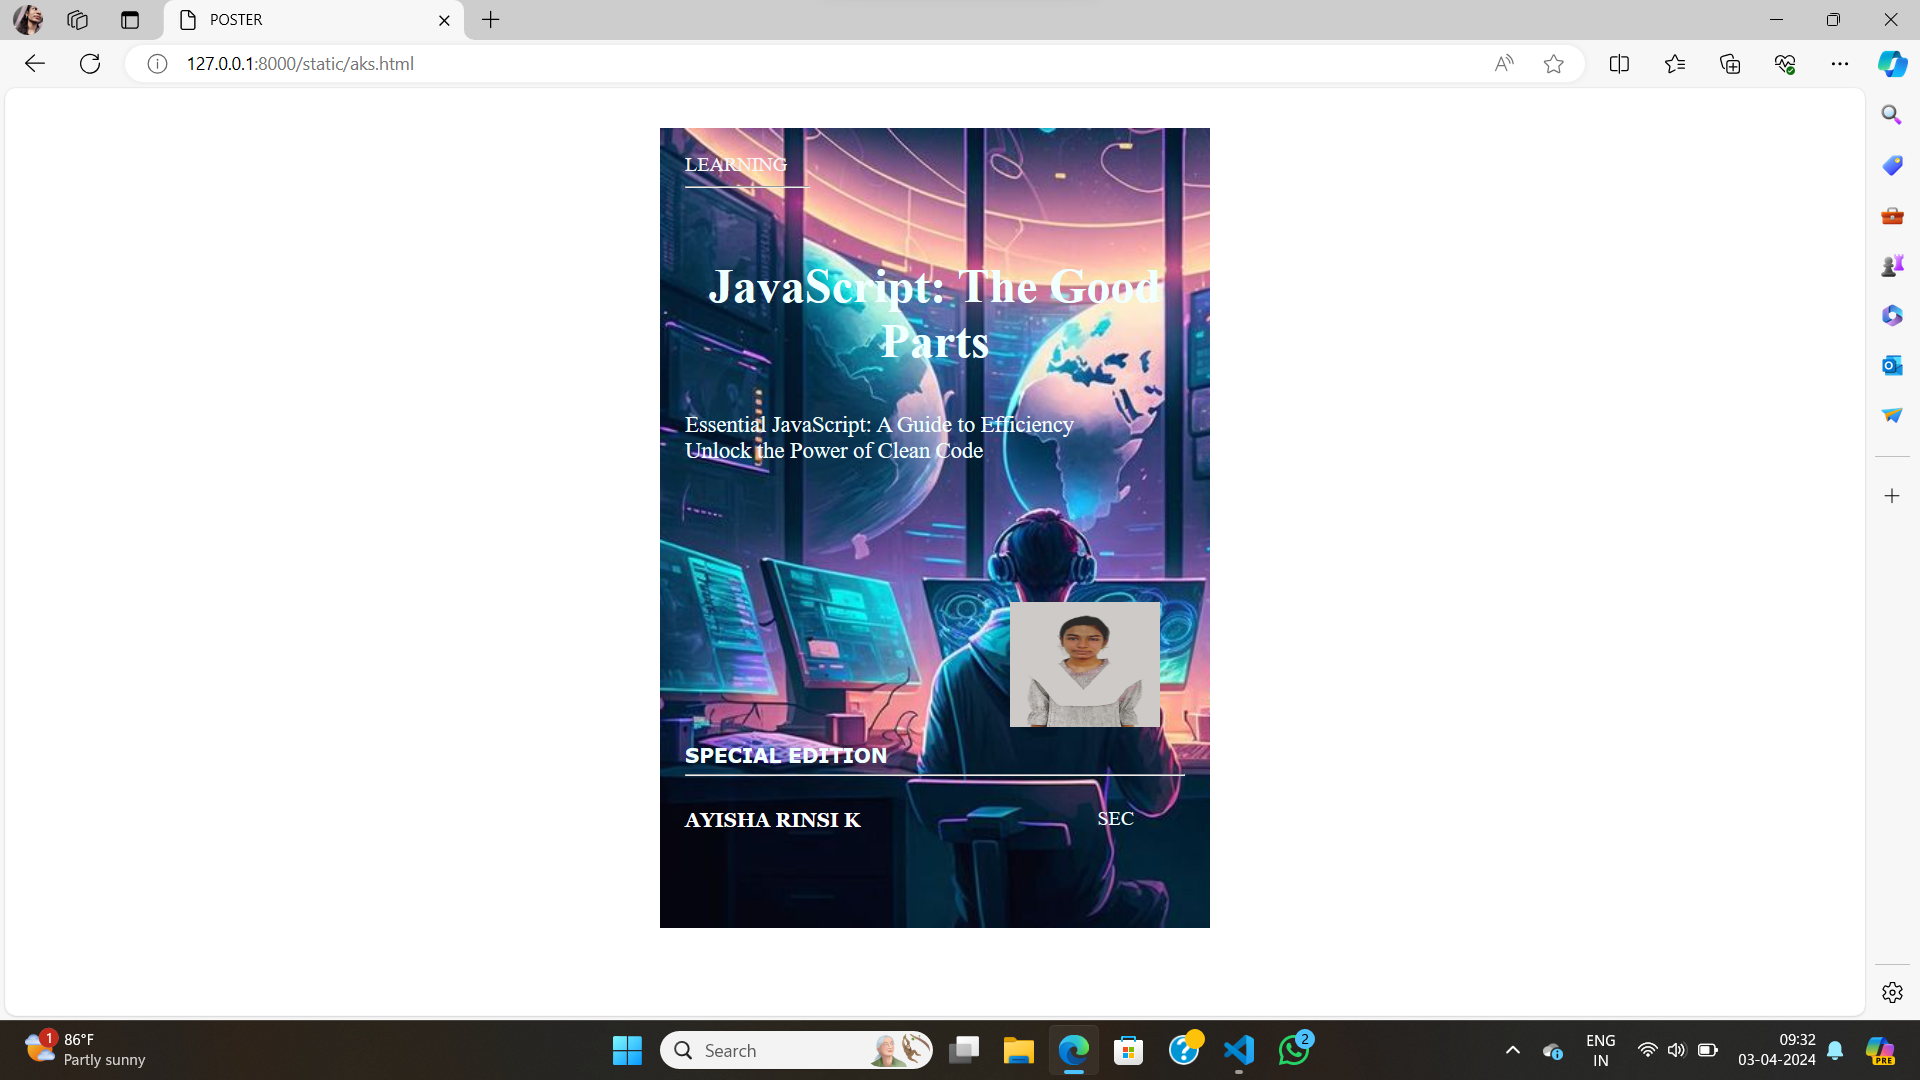 POSTER
127.0.0.1:8000/static/aks.html
LEARNING
JavaScript: The Good
Parts
Essential JavaScript: A Guide to Efficiency
Unlock the Power of Clean Code
SPECIAL EDITION
AYISHA RINSI K
SEC
1
86°F
Partly sunny
Search
2
ENG
IN
09:32
03-04-2024
PRE